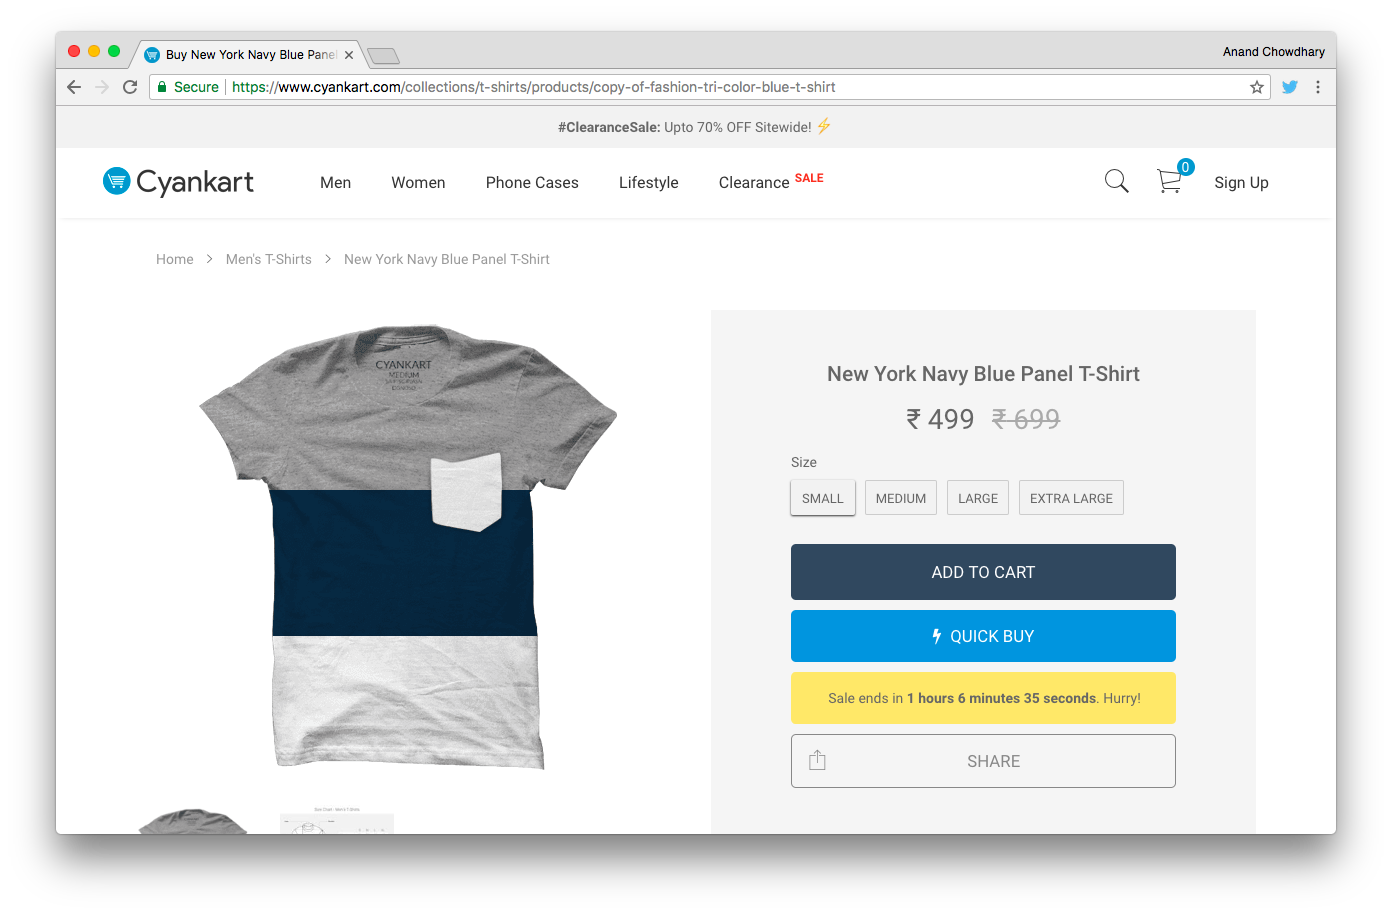 Buy New York Navy Blue Pane
Anand Chowdhary
Secure
https://www.cyankart.com/collections/t-shirts/products/copy-of-fashion-tri-color-blue-t-shirt
#ClearanceSale: Upto 70% OFF Sitewide! ⚡
Cyankart
Men
Women
Phone Cases
Lifestyle
Clearance SALE
0
Sign Up
Home > Men's T-Shirts > New York Navy Blue Panel T-Shirt
CYANKART
MEDIUM
New York Navy Blue Panel T-Shirt
₹ 499 ₹ 699
Size
SMALL
MEDIUM
LARGE
EXTRA LARGE
ADD TO CART
QUICK BUY
Sale ends in 1 hours 6 minutes 35 seconds. Hurry!
SHARE